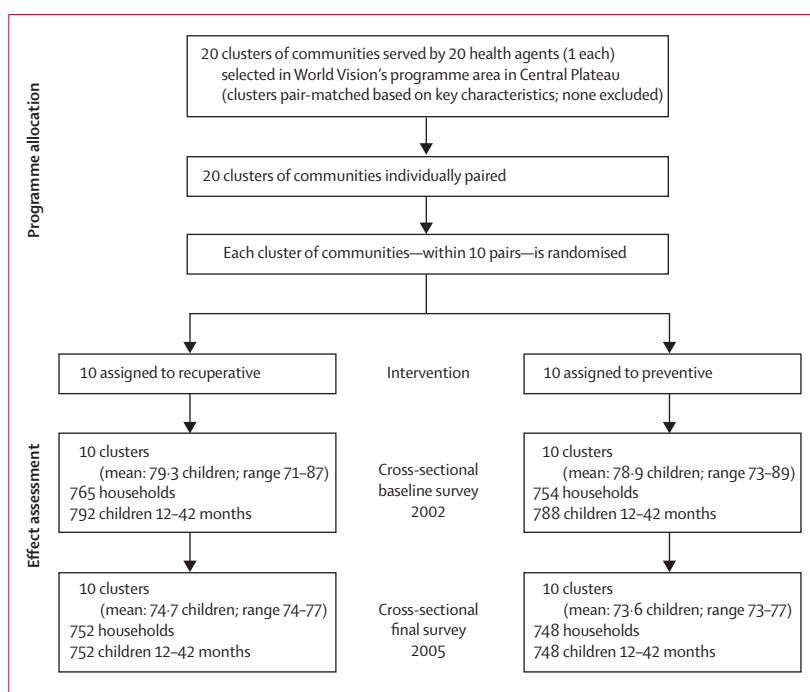 Programme allocation
20 clusters of communities served by 20 health agents (1 each)
selected in World Vision's programme area in Central Plateau
(clusters pair-matched based on key characteristics; none excluded)
20 clusters of communities individually paired
Each cluster of communities—within 10 pairs—is randomised
Effect assessment
10 assigned to recuperative
Intervention
10 assigned to preventive
10 clusters
(mean: 79·3 children; range 71–87)
765 households
792 children 12–42 months
Cross-sectional
baseline survey
2002
10 clusters
(mean: 78·9 children; range 73–89)
754 households
788 children 12–42 months
10 clusters
(mean: 74·7 children; range 74–77)
752 households
752 children 12–42 months
Cross-sectional
final survey
2005
10 clusters
(mean: 73·6 children; range 73–77)
748 households
748 children 12–42 months